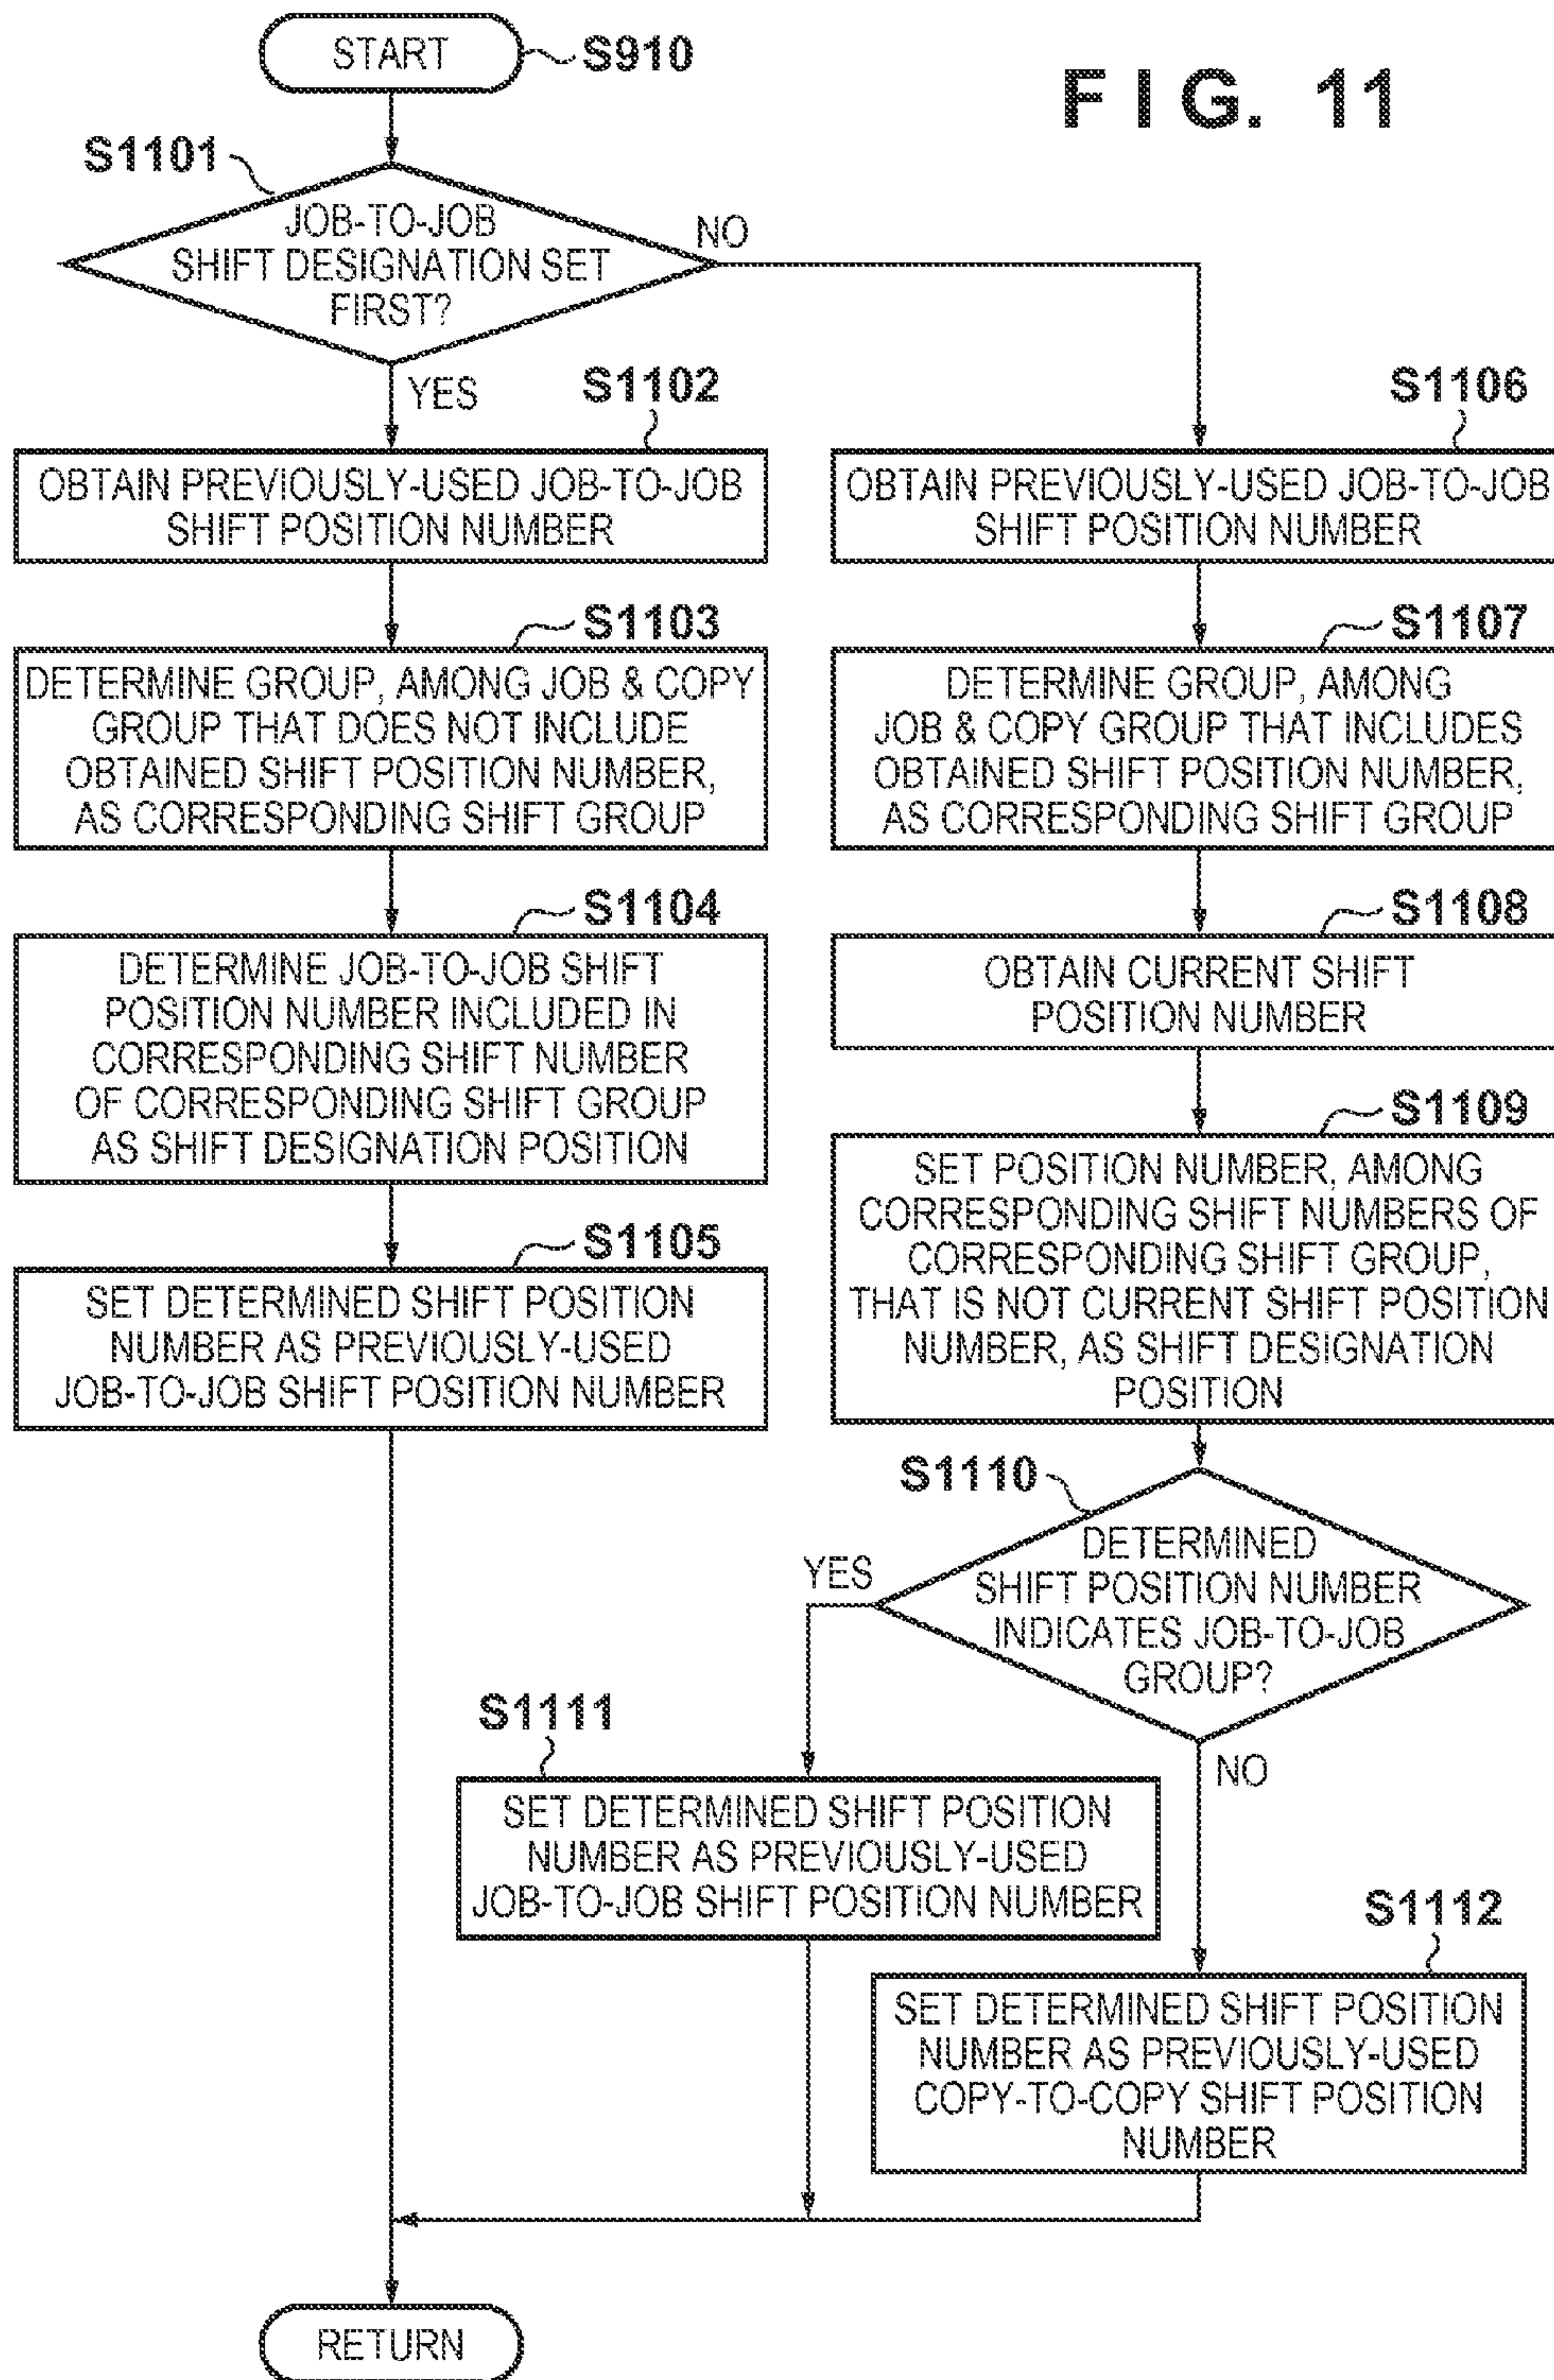 START
S910
F I G. 11
S1101
JOB-TO-JOB
SHIFT DESIGNATION SET
FIRST?
NO
YES
S1102
OBTAIN PREVIOUSLY-USED JOB-TO-JOB
SHIFT POSITION NUMBER
S1103
DETERMINE GROUP, AMONG JOB & COPY
GROUP THAT DOES NOT INCLUDE
OBTAINED SHIFT POSITION NUMBER,
AS CORRESPONDING SHIFT GROUP
S1104
DETERMINE JOB-TO-JOB SHIFT
POSITION NUMBER INCLUDED IN
CORRESPONDING SHIFT NUMBER
OF CORRESPONDING SHIFT GROUP
AS SHIFT DESIGNATION POSITION
S1105
SET DETERMINED SHIFT POSITION
NUMBER AS PREVIOUSLY-USED
JOB-TO-JOB SHIFT POSITION NUMBER
S1106
OBTAIN PREVIOUSLY-USED JOB-TO-JOB
SHIFT POSITION NUMBER
S1107
DETERMINE GROUP, AMONG
JOB & COPY GROUP THAT INCLUDES
OBTAINED SHIFT POSITION NUMBER,
AS CORRESPONDING SHIFT GROUP
S1108
OBTAIN CURRENT SHIFT
POSITION NUMBER
S1109
SET POSITION NUMBER, AMONG
CORRESPONDING SHIFT NUMBERS OF
CORRESPONDING SHIFT GROUP,
THAT IS NOT CURRENT SHIFT POSITION
NUMBER, AS SHIFT DESIGNATION
POSITION
S1110
DETERMINED
SHIFT POSITION NUMBER
INDICATES JOB-TO-JOB
GROUP?
YES
NO
S1111
SET DETERMINED SHIFT POSITION
NUMBER AS PREVIOUSLY-USED
JOB-TO-JOB SHIFT POSITION NUMBER
S1112
SET DETERMINED SHIFT POSITION
NUMBER AS PREVIOUSLY-USED
COPY-TO-COPY SHIFT POSITION
NUMBER
RETURN